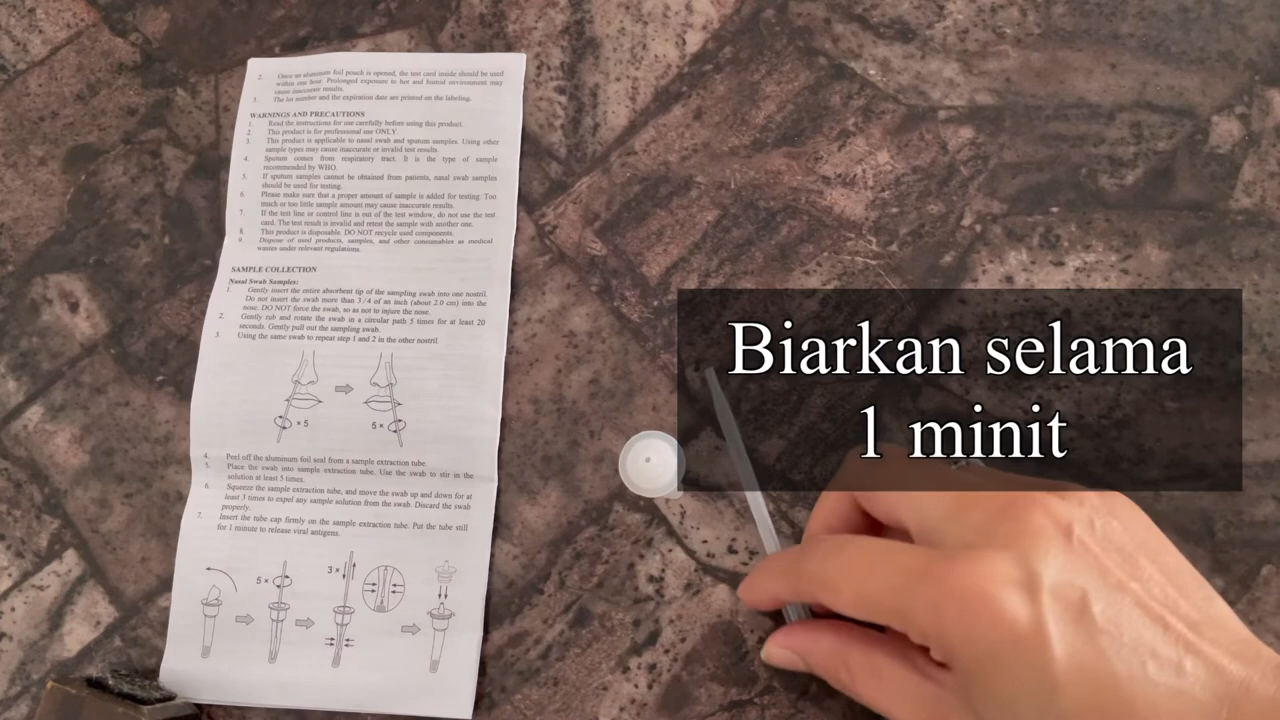 2. Once an aluminum foil pouch is opened, the test card inside should be used
within one hour. Prolonged exposure to hot and humid environment may
cause inaccurate results.
3. The lot number and the expiration date are printed on the labeling.
WARNINGS AND PRECAUTIONS
1. Read the instructions for use carefully before using this product.
2. This product is for professional use ONLY.
3. This product is applicable to nasal swab and sputum samples. Using other
sample types may cause inaccurate or invalid test results.
4. Sputum comes from respiratory tract. It is the type of sample
recommended by WHO.
5. If sputum samples cannot be obtained from patients, nasal swab samples
should be used for testing.
6. Please make sure that a proper amount of sample is added for testing. Too
much or too little sample amount may cause inaccurate results.
7. If the test line or control line is out of the test window, do not use the test
card. The test result is invalid and retest the sample with another one.
8. This product is disposable. DO NOT recycle used components.
9. Dispose of used products, samples, and other consumables as medical
wastes under relevant regulations.
SAMPLE COLLECTION
Nasal Swab Samples:
1. Gently insert the entire absorbent tip of the sampling swab into one nostril.
Do not insert the swab more than 3/4 of an inch (about 2.0 cm) into the
nose. DO NOT force the swab, so as not to injure the nose.
2. Gently rub and rotate the swab in a circular path 5 times for at least 20
seconds. Gently pull out the sampling swab.
3. Using the same swab to repeat step 1 and 2 in the other nostril.
× 5 5 ×
4. Peel off the aluminum foil seal from a sample extraction tube.
5. Place the swab into sample extraction tube. Use the swab to stir in the
solution at least 5 times.
6. Squeeze the sample extraction tube, and move the swab up and down for at
least 3 times to expel any sample solution from the swab. Discard the swab
properly.
7. Insert the tube cap firmly on the sample extraction tube. Put the tube still
for 1 minute to release viral antigens.
5 × 3 ×
Biarkan selama
1 minit